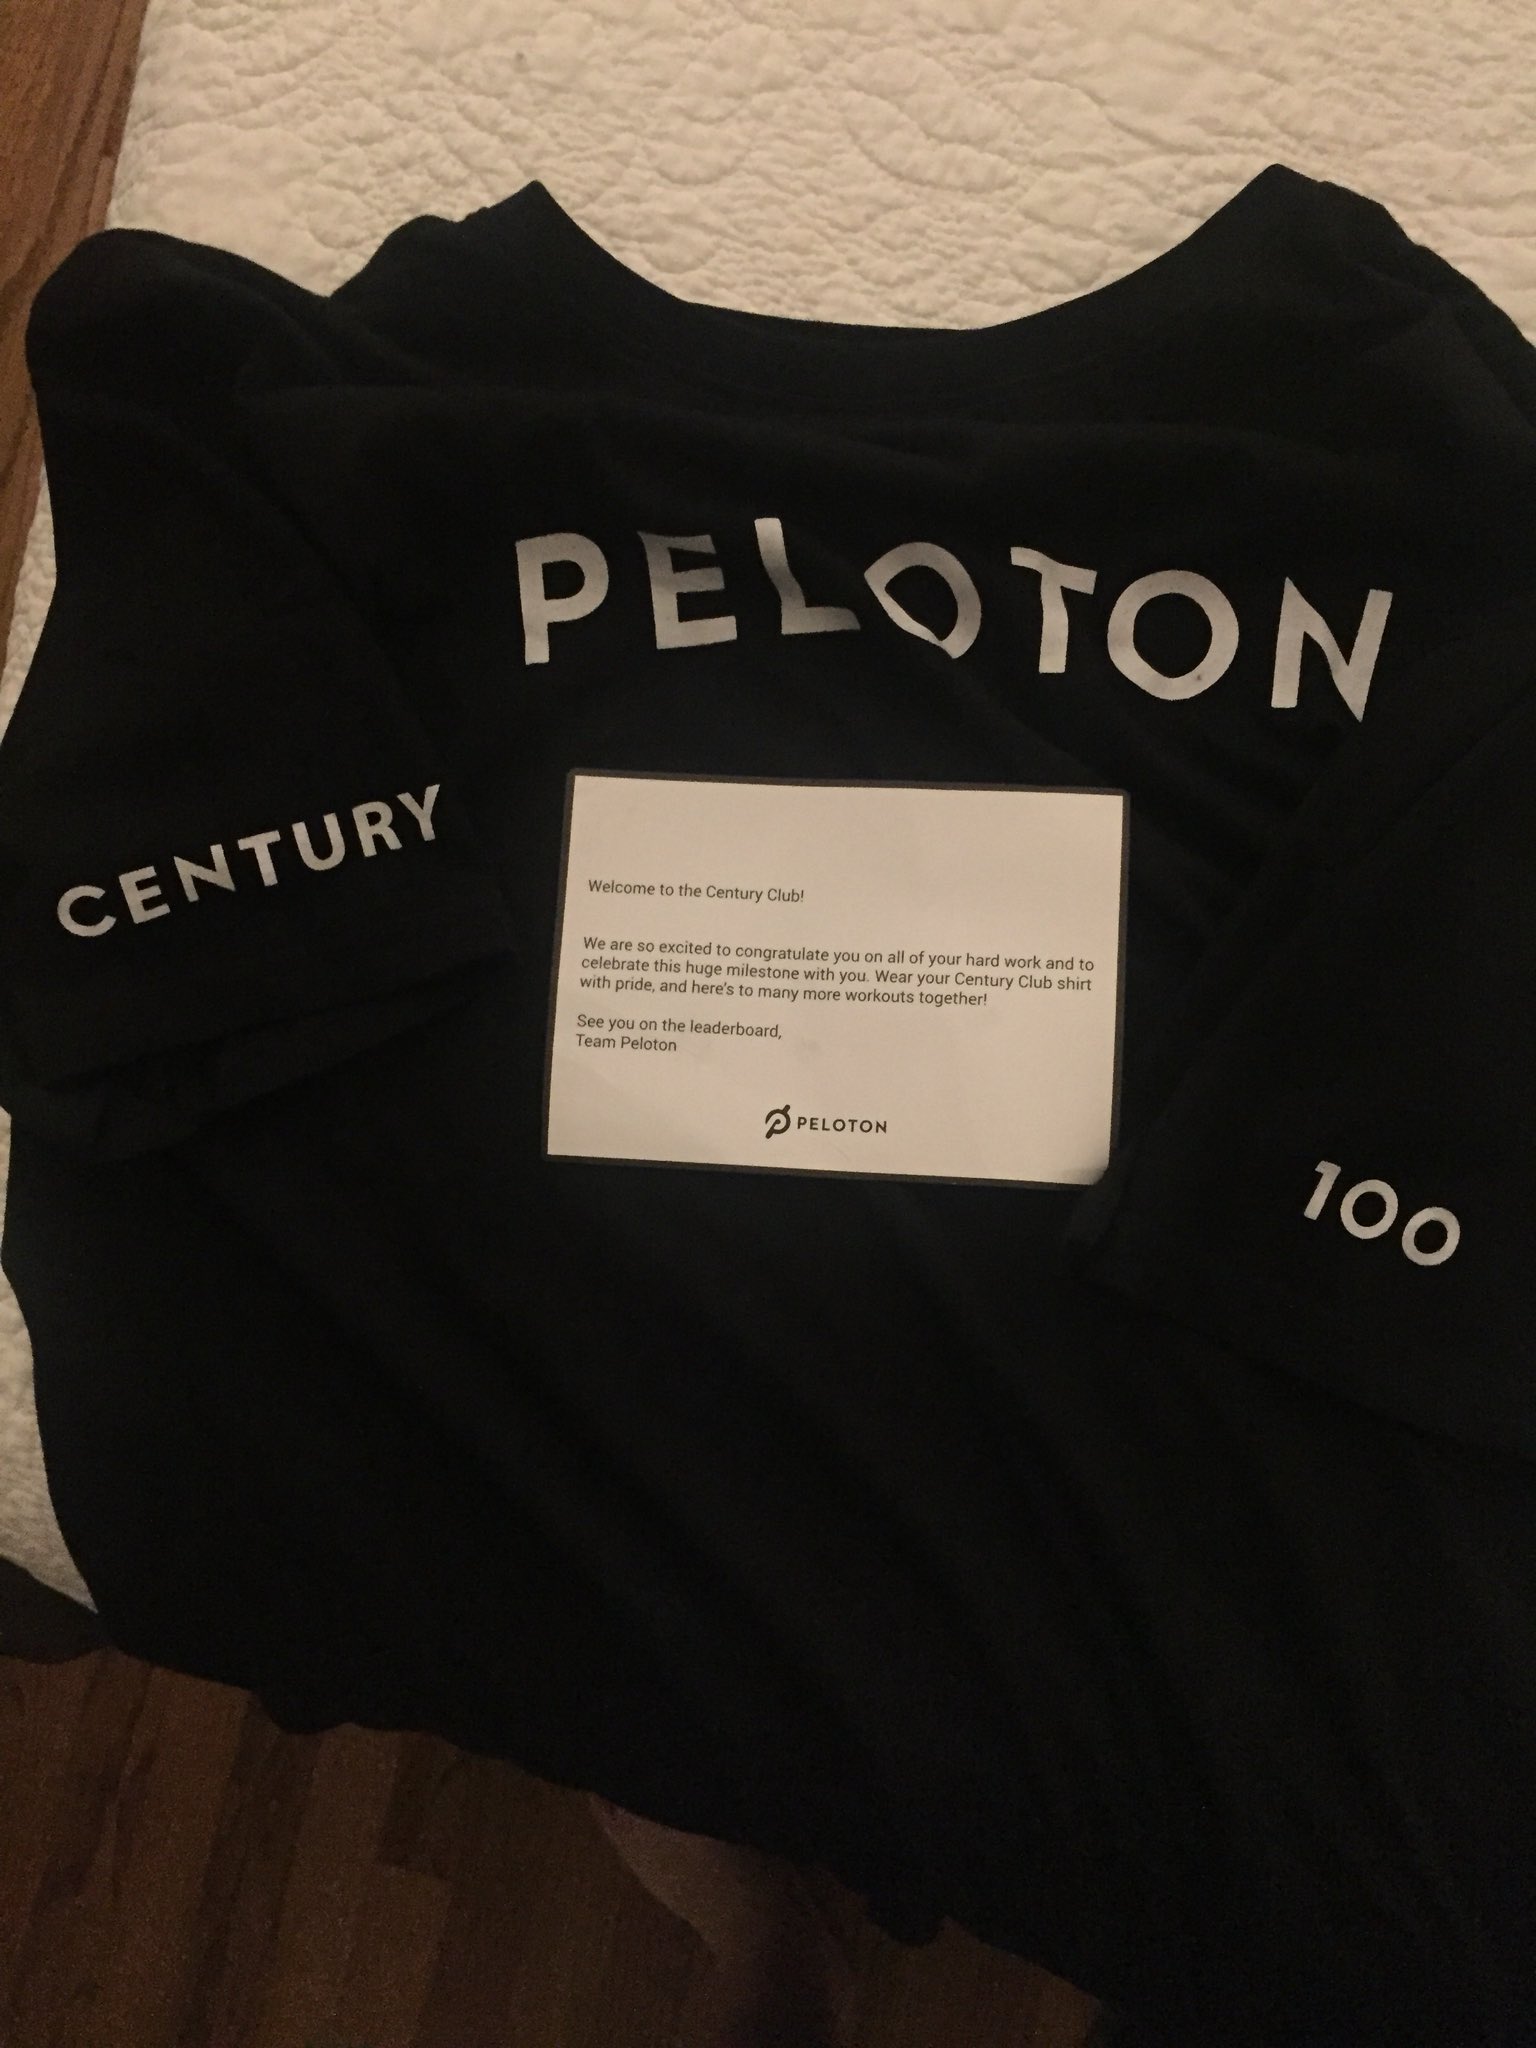 PELOTON
CENTURY
Welcome to the Century Club!
We are so excited to congratulate you on all of your hard work and to
celebrate this huge milestone with you. Wear your Century Club shirt
with pride, and here's to many more workouts together!
See you on the leaderboard,
Team Peloton
PELOTON
100